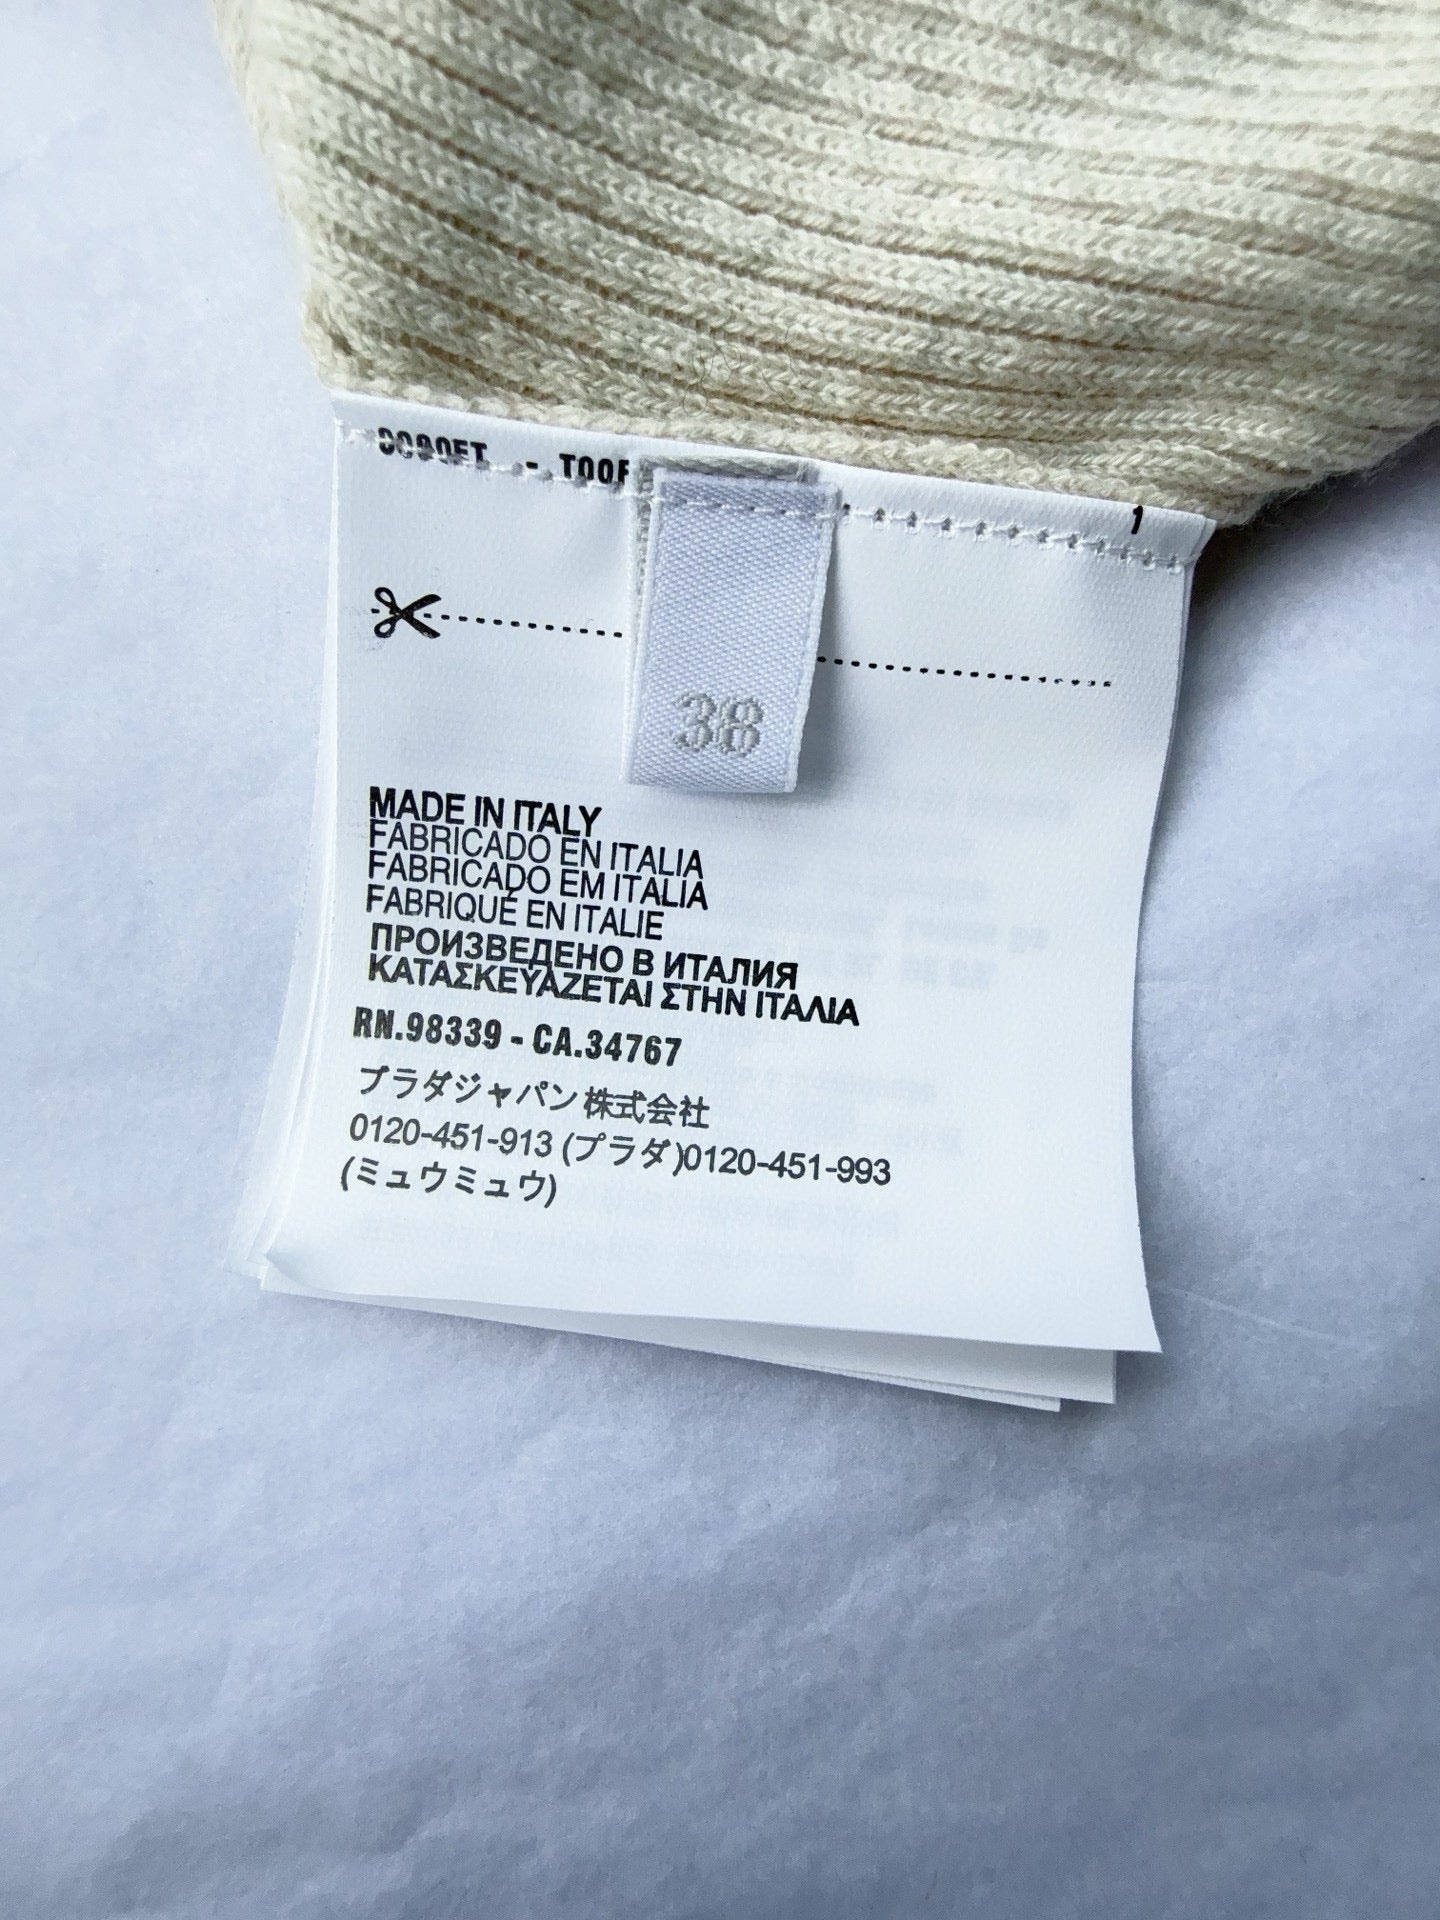 1
38
MADE IN ITALY
FABRICADO EN ITALIA
FABRICADO EM ITALIA
FABRIQUÉ EN ITALIE
ПРОИЗВЕДЕНО В ИТАЛИЯ
ΚΑΤΑΣΚΕΥΑΖΕΤΑΙ ΣΤΗΝ ΙΤΑΛΙΑ
RN.98339 - CA.34767
プラダジャパン株式会社
0120-451-913 (プラダ)0120-451-993
(ミュウミュウ)